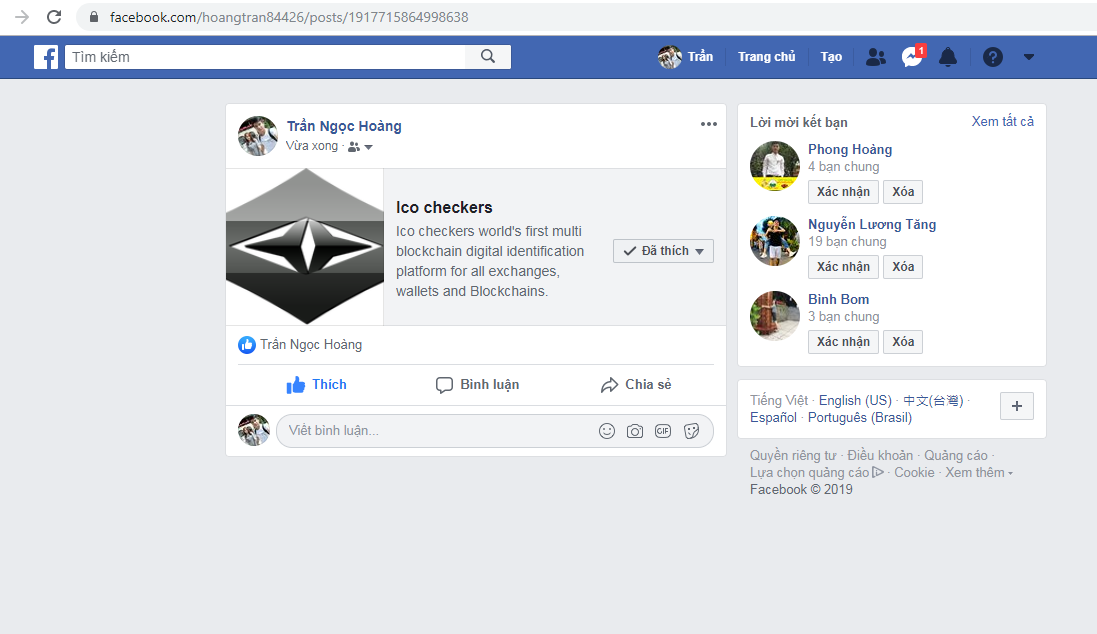 facebook.com/hoangtran84426/posts/1917715864998638
Tìm kiếm
Trần Trang chủ Tạo 1
Trần Ngọc Hoàng
Vừa xong ·
Ico checkers
Ico checkers world's first multi
blockchain digital identification
platform for all exchanges,
wallets and Blockchains.
Đã thích
Trần Ngọc Hoàng
Thích Bình luận Chia sẻ
Viết bình luận...
GIF
Lời mời kết bạn Xem tất cả
Phong Hoàng
4 bạn chung
Xác nhận Xóa
Nguyễn Lương Tăng
19 bạn chung
Xác nhận Xóa
Bình Bom
3 bạn chung
Xác nhận Xóa
Tiếng Việt · English (US) · 中文(台灣) ·
Español · Português (Brasil)
Quyền riêng tư · Điều khoản · Quảng cáo ·
Lựa chọn quảng cáo · Cookie · Xem thêm
Facebook © 2019